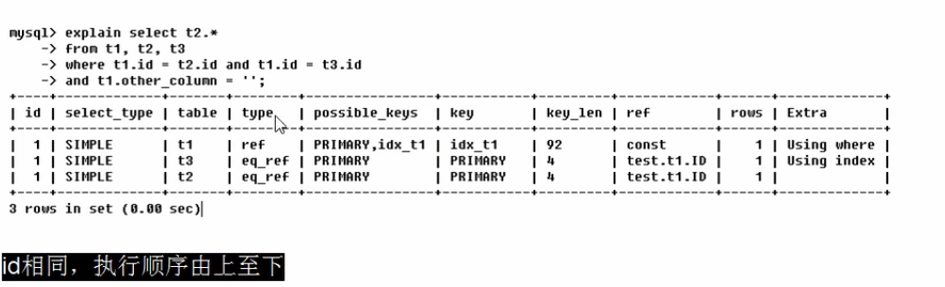 mysql> explain select t2.*
    -> from t1, t2, t3
    -> where t1.id = t2.id and t1.id = t3.id
    -> and t1.other_column = '';
+----+-------------+-------+--------+----------------+---------+---------+------------+------+-------------+
| id | select_type | table | type | possible_keys | key | key_len | ref | rows | Extra |
+----+-------------+-------+--------+----------------+---------+---------+------------+------+-------------+
| 1 | SIMPLE | t1 | ref | PRIMARY,idx_t1 | idx_t1 | 92 | const | 1 | Using where |
| 1 | SIMPLE | t3 | eq_ref | PRIMARY | PRIMARY | 4 | test.t1.ID | 1 | Using index |
| 1 | SIMPLE | t2 | eq_ref | PRIMARY | PRIMARY | 4 | test.t1.ID | 1 | |
+----+-------------+-------+--------+----------------+---------+---------+------------+------+-------------+
3 rows in set (0.00 sec)
id相同，执行顺序由上至下